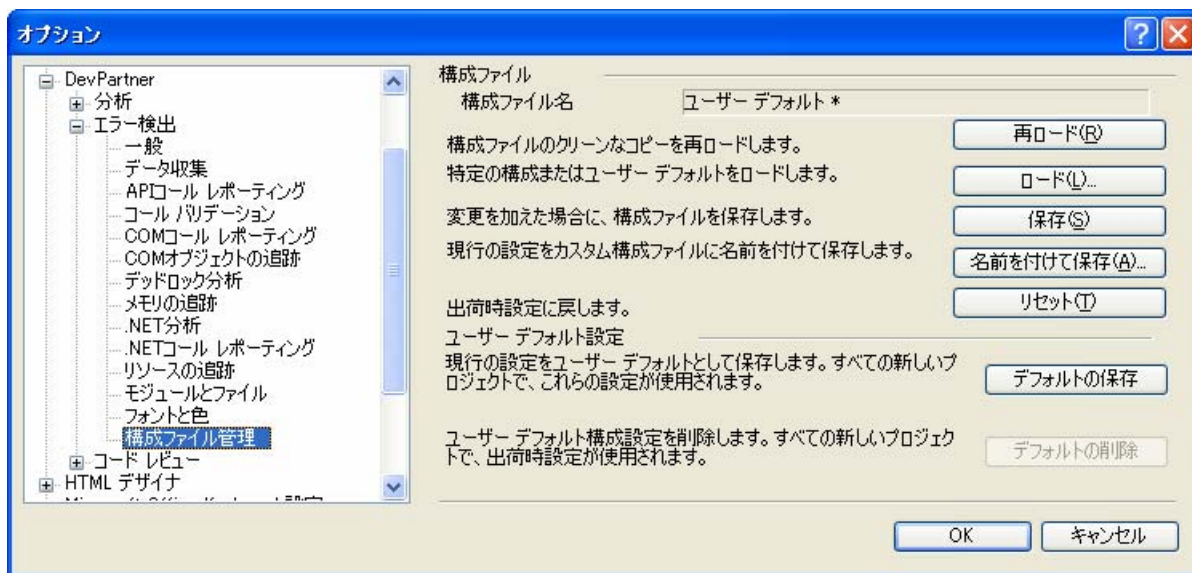 オプション
DevPartner
分析
エラー検出
一般
データ収集
APIコール レポーティング
コール バリデーション
COMコール レポーティング
COMオブジェクトの追跡
デッドロック分析
メモリの追跡
.NET分析
.NETコール レポーティング
リソースの追跡
モジュールとファイル
フォントと色
構成ファイル管理
コード レビュー
HTML デザイナ
構成ファイル
構成ファイル名 ユーザー デフォルト *
構成ファイルのクリーンなコピーを再ロードします。 再ロード(R)
特定の構成またはユーザー デフォルトをロードします。 ロード(L)...
変更を加えた場合に、構成ファイルを保存します。 保存(S)
現行の設定をカスタム構成ファイルに名前を付けて保存します。 名前を付けて保存(A)...
出荷時設定に戻します。 リセット(T)
ユーザー デフォルト設定
現行の設定をユーザー デフォルトとして保存します。すべての新しいプ
ロジェクトで、これらの設定が使用されます。 デフォルトの保存
ユーザー デフォルト構成設定を削除します。すべての新しいプロジェク
トで、出荷時設定が使用されます。 デフォルトの削除
OK キャンセル